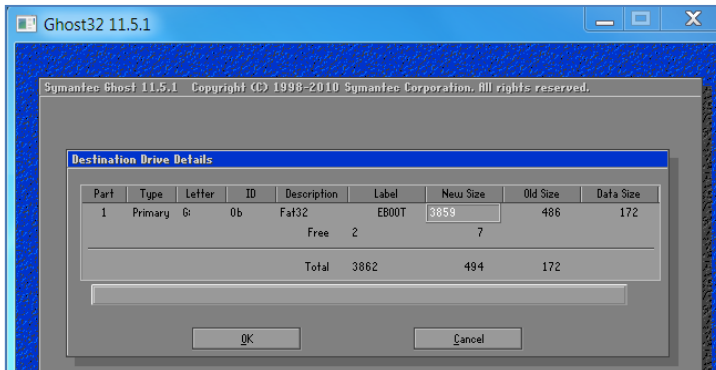 Ghost32 11.5.1
Symantec Ghost 11.5.1 Copyright (C) 1998-2010 Symantec Corporation. All rights reserved.
Destination Drive Details
Part Type Letter ID Description Label New Size Old Size Data Size
1 Primary G: 0b Fat32 EBOOT 3859 486 172
Free 2 7
Total 3862 494 172
OK Cancel